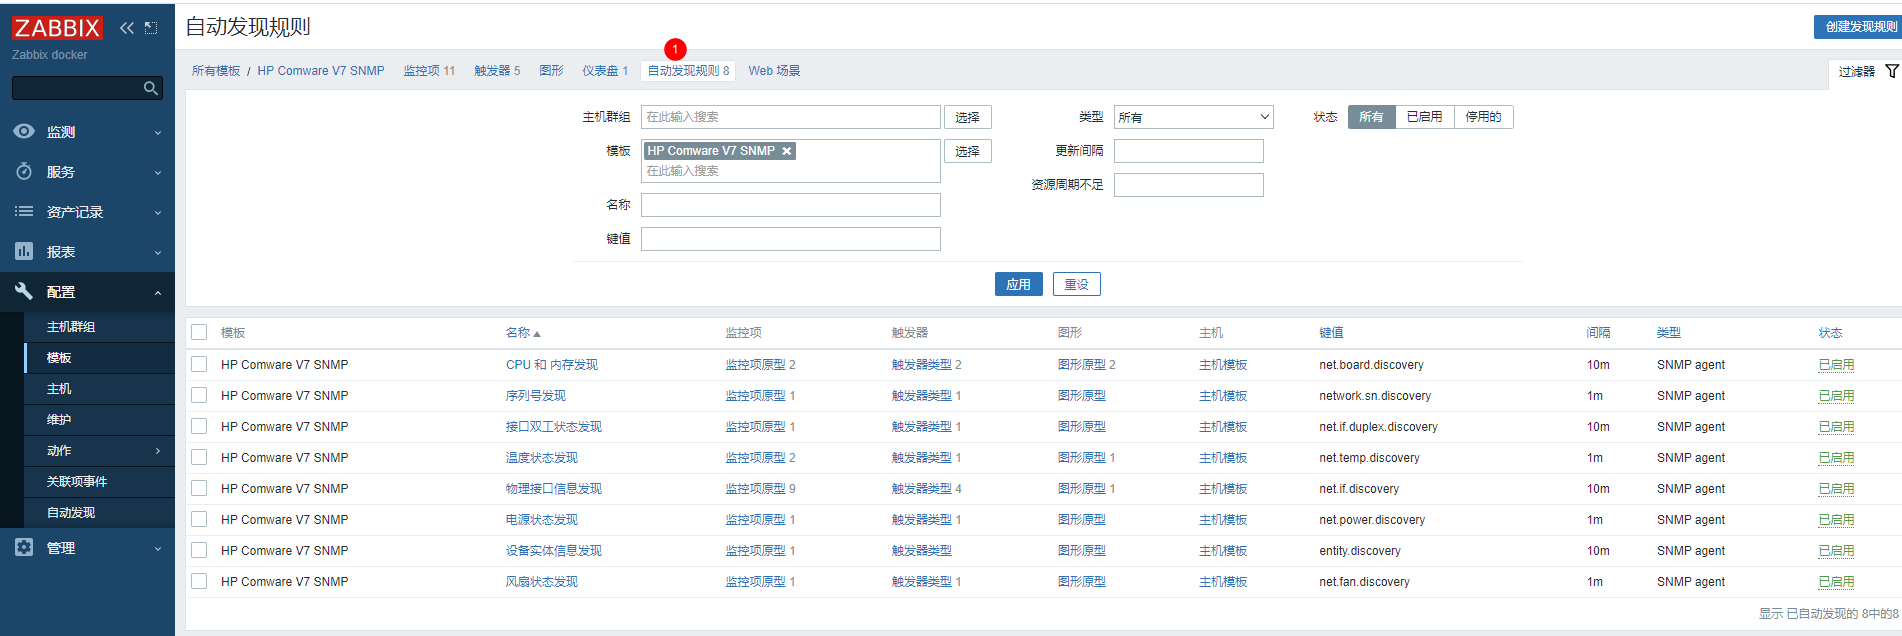 ZABBIX
Zabbix docker
监测
服务
资产记录
报表
配置
主机群组
模板
主机
维护
动作
关联项事件
自动发现
管理
自动发现规则
创建发现规则
1
所有模板 / HP Comware V7 SNMP 监控项 11 触发器 5 图形 仪表盘 1 自动发现规则 8 Web 场景
过滤器
主机群组 在此输入搜索 选择 类型 所有 状态 所有 已启用 停用的
模板 HP Comware V7 SNMP 选择 更新间隔
在此输入搜索
资源周期不足
名称
键值
应用 重设
模板 名称 监控项 触发器 图形 主机 键值 间隔 类型 状态
HP Comware V7 SNMP CPU 和 内存发现 监控项原型 2 触发器类型 2 图形原型 2 主机模板 net.board.discovery 10m SNMP agent 已启用
HP Comware V7 SNMP 序列号发现 监控项原型 1 触发器类型 1 图形原型 主机模板 network.sn.discovery 1m SNMP agent 已启用
HP Comware V7 SNMP 接口双工状态发现 监控项原型 1 触发器类型 1 图形原型 主机模板 net.if.duplex.discovery 10m SNMP agent 已启用
HP Comware V7 SNMP 温度状态发现 监控项原型 2 触发器类型 1 图形原型 1 主机模板 net.temp.discovery 1m SNMP agent 已启用
HP Comware V7 SNMP 物理接口信息发现 监控项原型 9 触发器类型 4 图形原型 1 主机模板 net.if.discovery 10m SNMP agent 已启用
HP Comware V7 SNMP 电源状态发现 监控项原型 1 触发器类型 1 图形原型 主机模板 net.power.discovery 1m SNMP agent 已启用
HP Comware V7 SNMP 设备实体信息发现 监控项原型 1 触发器类型 图形原型 主机模板 entity.discovery 10m SNMP agent 已启用
HP Comware V7 SNMP 风扇状态发现 监控项原型 1 触发器类型 1 图形原型 主机模板 net.fan.discovery 1m SNMP agent 已启用
显示 已自动发现的 8中的8